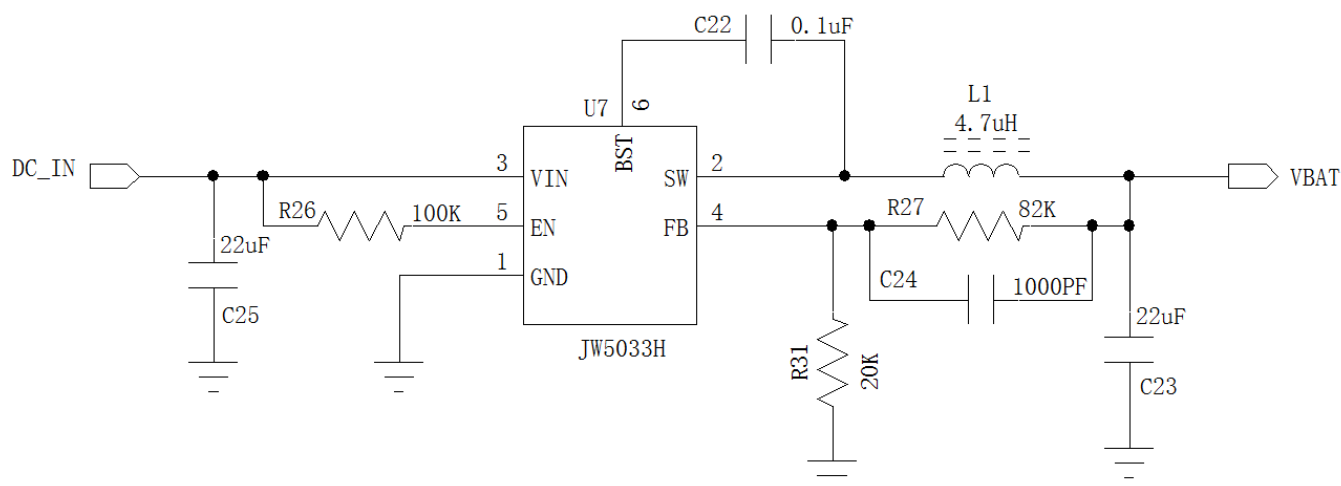 C22 0.1uF
U7 6
L1
4.7uH
BST
DC_IN 3 VIN SW 2 VBAT
R26 100K 5 EN FB 4 R27 82K
22uF 1 GND C24 1000PF
C25 22uF
JW5033H R31 20K C23